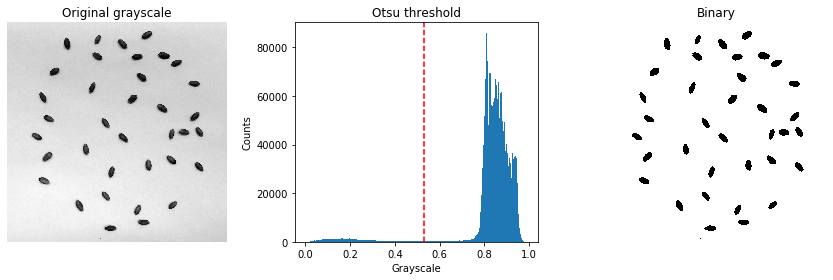 Original grayscale
Otsu threshold
Binary
Counts
80000
60000
40000
20000
0
0.0 0.2 0.4 0.6 0.8 1.0
Grayscale